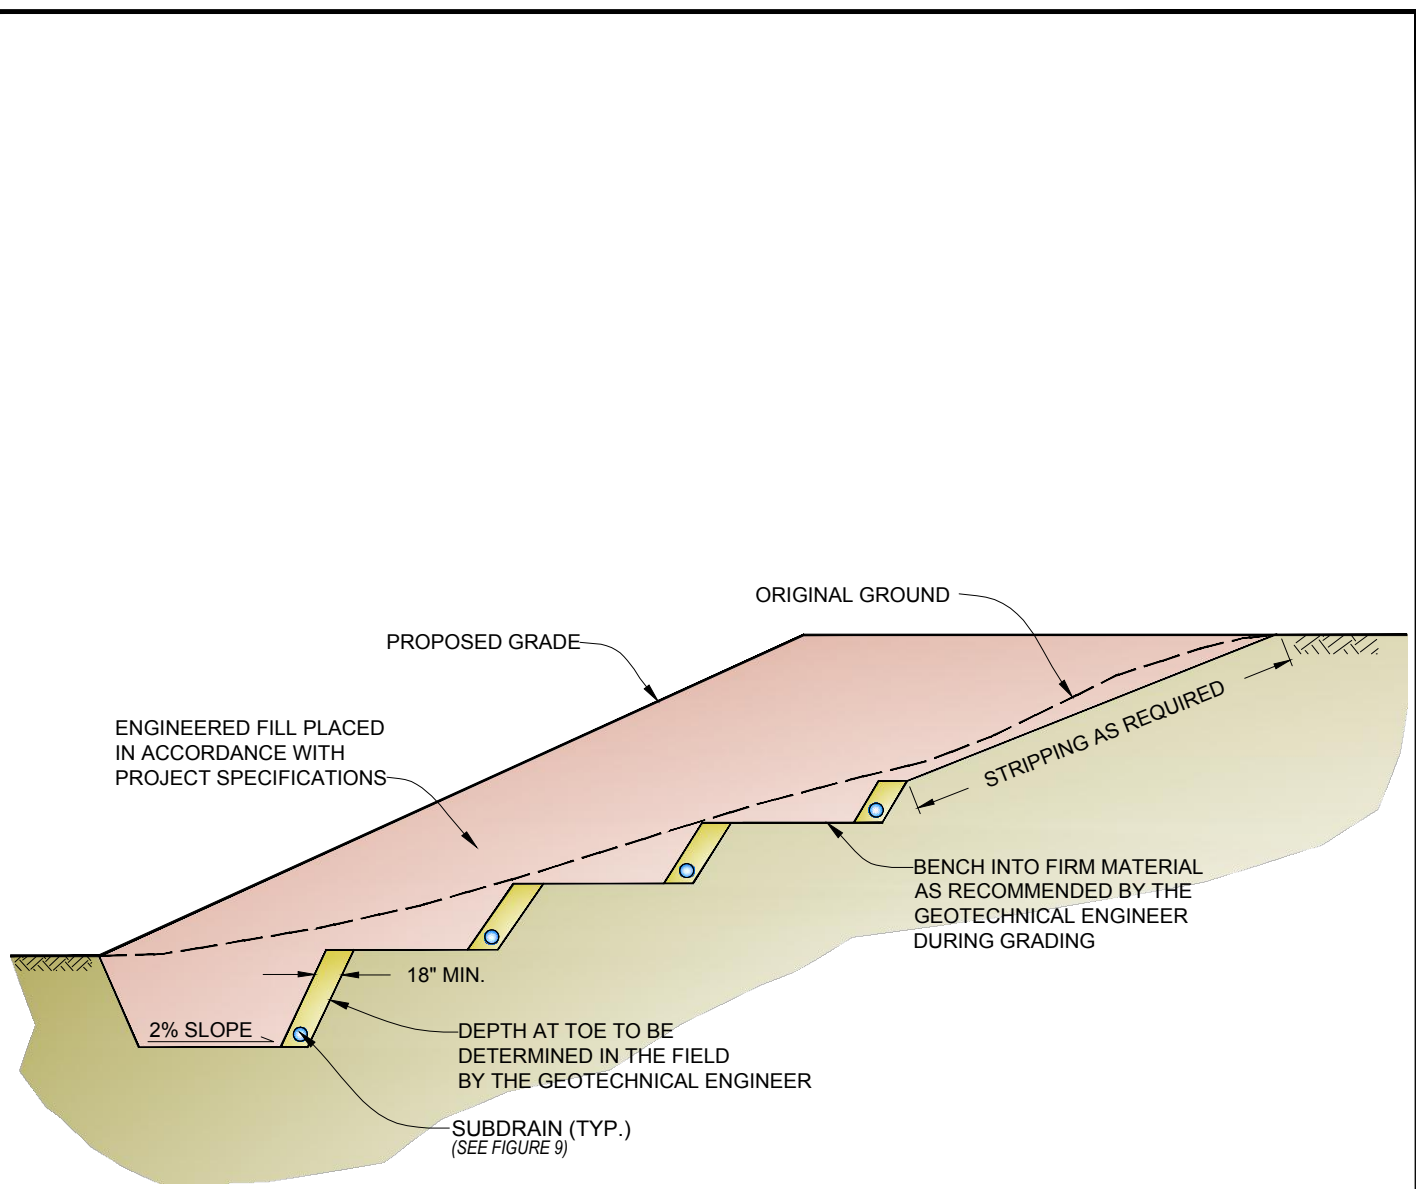 ORIGINAL GROUND
PROPOSED GRADE
STRIPPING AS REQUIRED
ENGINEERED FILL PLACED
IN ACCORDANCE WITH
PROJECT SPECIFICATIONS
BENCH INTO FIRM MATERIAL
AS RECOMMENDED BY THE
GEOTECHNICAL ENGINEER
DURING GRADING
18" MIN.
2% SLOPE
DEPTH AT TOE TO BE
DETERMINED IN THE FIELD
BY THE GEOTECHNICAL ENGINEER
SUBDRAIN (TYP.)
(SEE FIGURE 9)